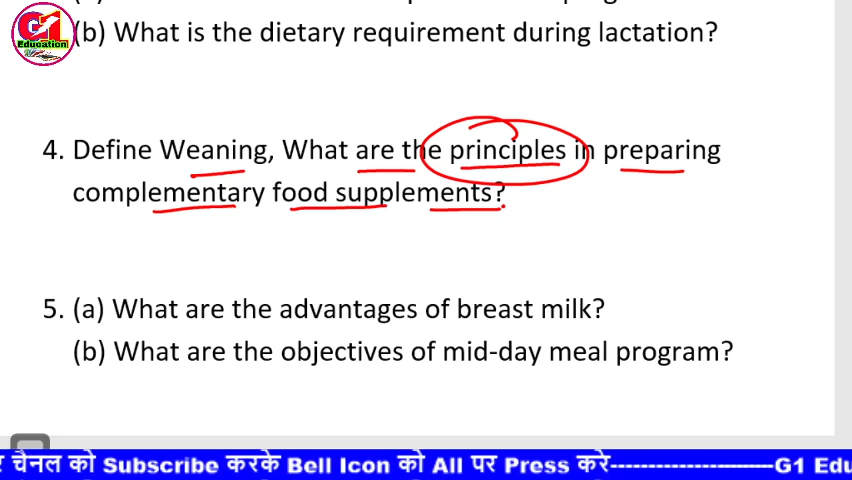 G1
Education
(b) What is the dietary requirement during lactation?
4. Define Weaning, What are the principles in preparing
complementary food supplements?
5. (a) What are the advantages of breast milk?
(b) What are the objectives of mid-day meal program?
चैनल को Subscribe करके Bell Icon को All पर Press करे------------------------G1 Edu